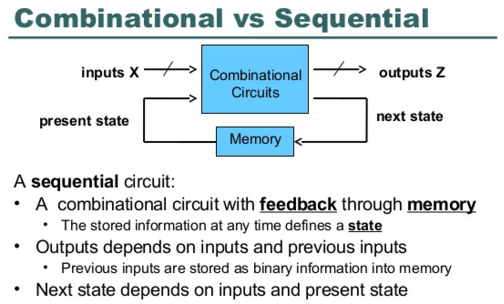 Combinational vs Sequential
inputs X
Combinational
Circuits
outputs Z
present state
next state
Memory
A sequential circuit:
• A combinational circuit with feedback through memory
• The stored information at any time defines a state
• Outputs depends on inputs and previous inputs
• Previous inputs are stored as binary information into memory
• Next state depends on inputs and present state